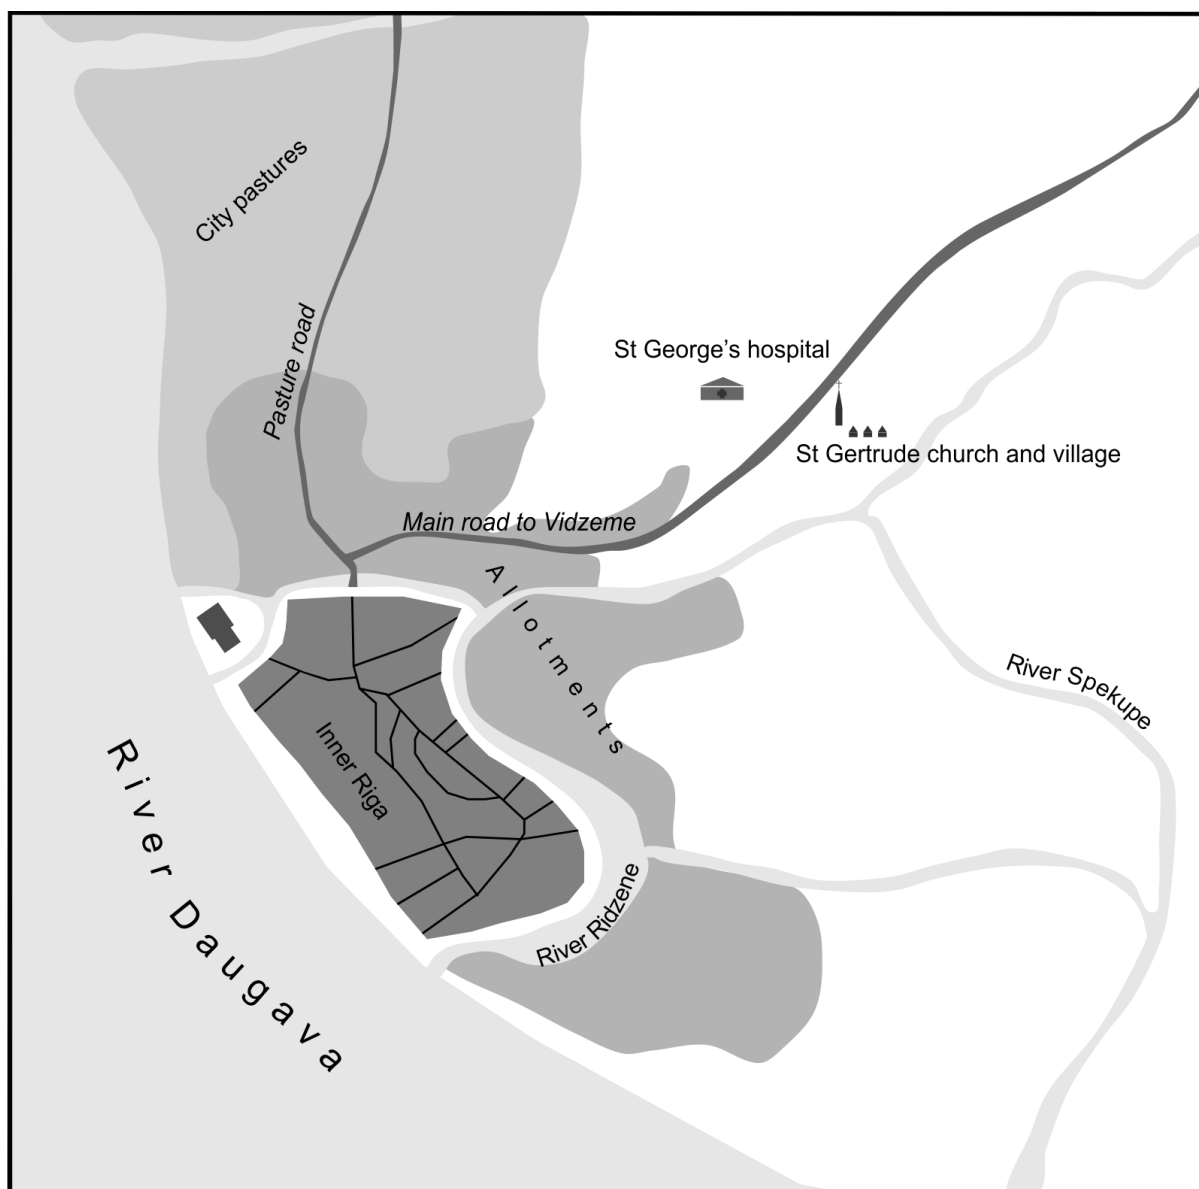 City pastures
Pasture road
St George’s hospital
St Gertrude church and village
Main road to Vidzeme
Allotments
River Spekupe
Inner Riga
River Daugava
River Ridzene